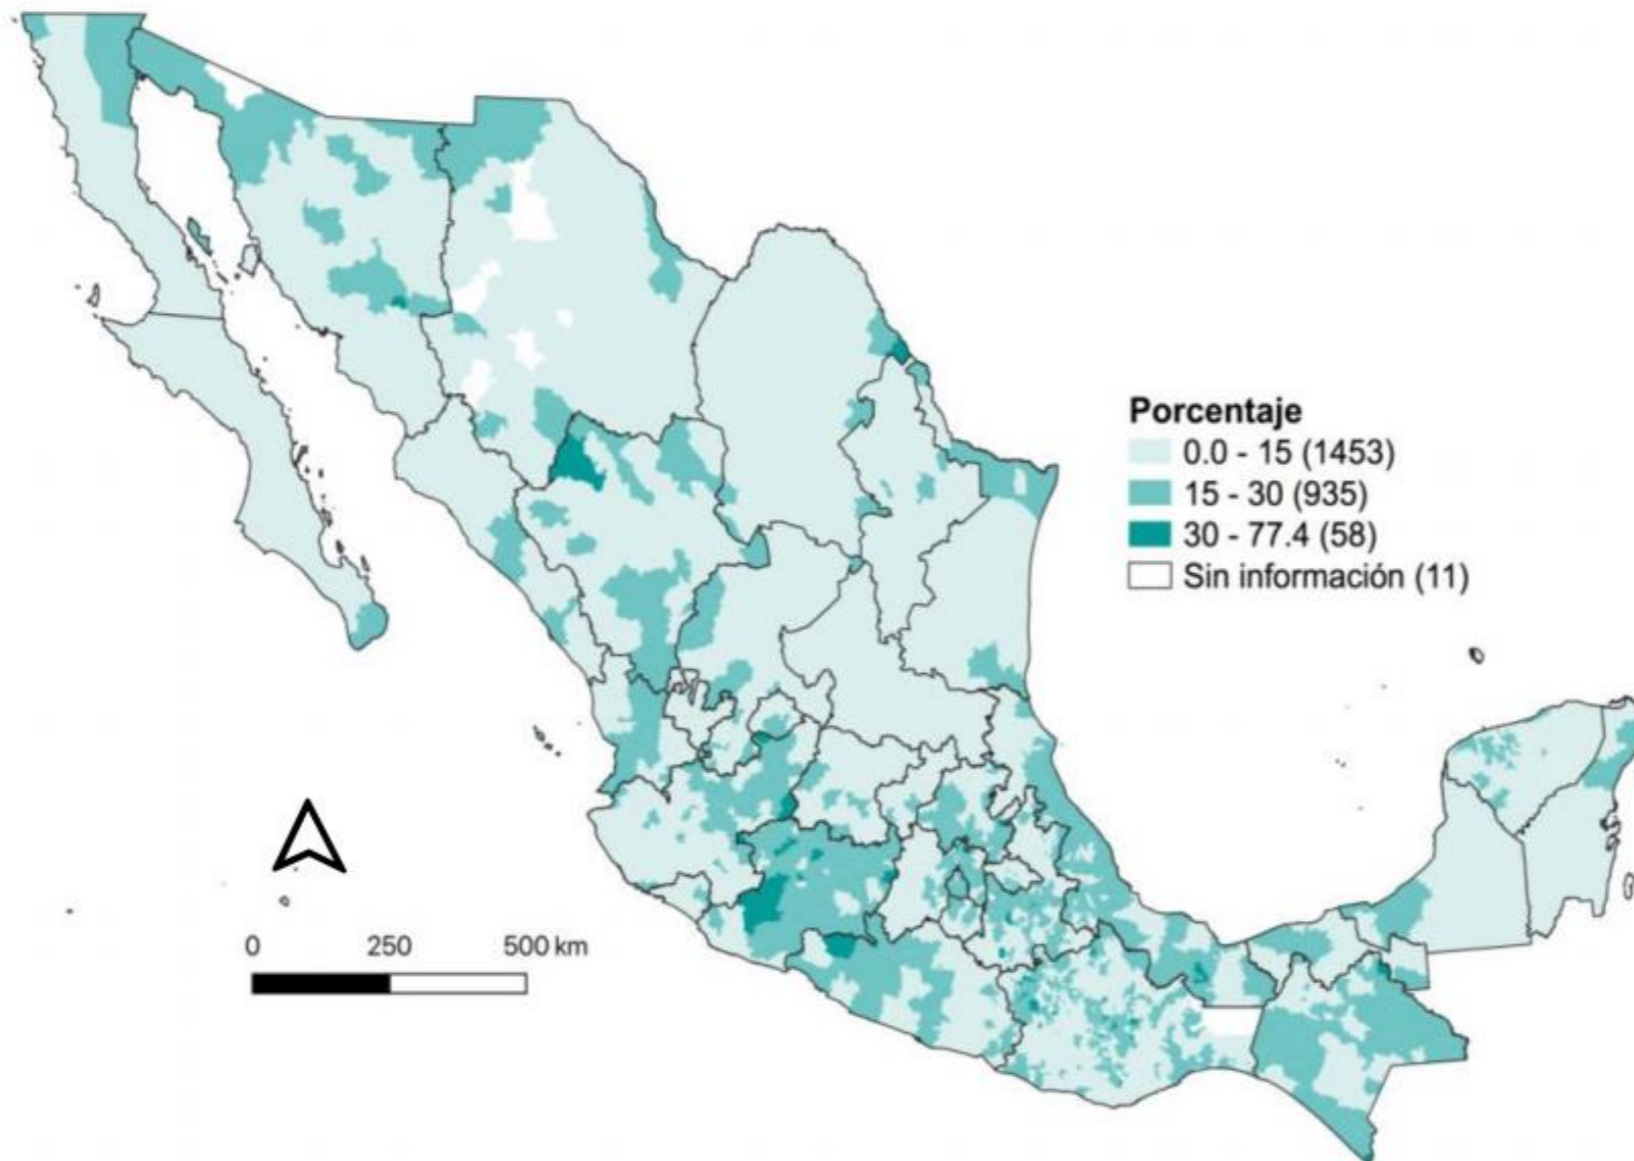 Porcentaje
0.0 - 15 (1453)
15 - 30 (935)
30 - 77.4 (58)
Sin información (11)
0 250 500 km